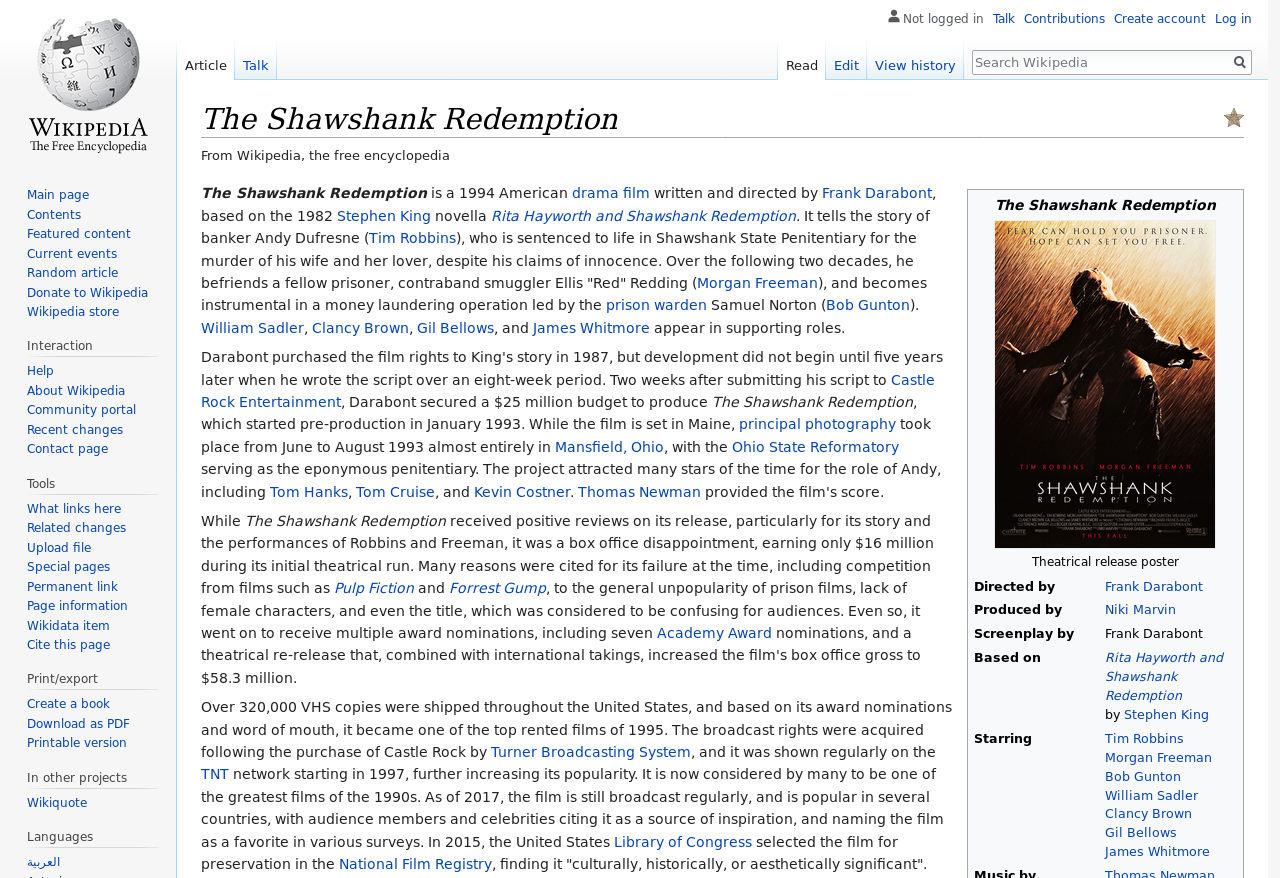 Not logged in Talk Contributions Create account Log in
Article Talk Read Edit View history Search Wikipedia
WIKIPEDIA
The Free Encyclopedia
Main page
Contents
Featured content
Current events
Random article
Donate to Wikipedia
Wikipedia store
Interaction
Help
About Wikipedia
Community portal
Recent changes
Contact page
Tools
What links here
Related changes
Upload file
Special pages
Permanent link
Page information
Wikidata item
Cite this page
Print/export
Create a book
Download as PDF
Printable version
In other projects
Wikiquote
Languages
العربية
The Shawshank Redemption
From Wikipedia, the free encyclopedia
The Shawshank Redemption is a 1994 American drama film written and directed by Frank Darabont,
based on the 1982 Stephen King novella Rita Hayworth and Shawshank Redemption. It tells the story of
banker Andy Dufresne (Tim Robbins), who is sentenced to life in Shawshank State Penitentiary for the
murder of his wife and her lover, despite his claims of innocence. Over the following two decades, he
befriends a fellow prisoner, contraband smuggler Ellis "Red" Redding (Morgan Freeman), and becomes
instrumental in a money laundering operation led by the prison warden Samuel Norton (Bob Gunton).
William Sadler, Clancy Brown, Gil Bellows, and James Whitmore appear in supporting roles.
Darabont purchased the film rights to King's story in 1987, but development did not begin until five years
later when he wrote the script over an eight-week period. Two weeks after submitting his script to Castle
Rock Entertainment, Darabont secured a $25 million budget to produce The Shawshank Redemption,
which started pre-production in January 1993. While the film is set in Maine, principal photography took
place from June to August 1993 almost entirely in Mansfield, Ohio, with the Ohio State Reformatory
serving as the eponymous penitentiary. The project attracted many stars of the time for the role of Andy,
including Tom Hanks, Tom Cruise, and Kevin Costner. Thomas Newman provided the film's score.
While The Shawshank Redemption received positive reviews on its release, particularly for its story and
the performances of Robbins and Freeman, it was a box office disappointment, earning only $16 million
during its initial theatrical run. Many reasons were cited for its failure at the time, including competition
from films such as Pulp Fiction and Forrest Gump, to the general unpopularity of prison films, lack of
female characters, and even the title, which was considered to be confusing for audiences. Even so, it
went on to receive multiple award nominations, including seven Academy Award nominations, and a
theatrical re-release that, combined with international takings, increased the film's box office gross to
$58.3 million.
Over 320,000 VHS copies were shipped throughout the United States, and based on its award nominations
and word of mouth, it became one of the top rented films of 1995. The broadcast rights were acquired
following the purchase of Castle Rock by Turner Broadcasting System, and it was shown regularly on the
TNT network starting in 1997, further increasing its popularity. It is now considered by many to be one of
the greatest films of the 1990s. As of 2017, the film is still broadcast regularly, and is popular in several
countries, with audience members and celebrities citing it as a source of inspiration, and naming the film
as a favorite in various surveys. In 2015, the United States Library of Congress selected the film for
preservation in the National Film Registry, finding it "culturally, historically, or aesthetically significant".
The Shawshank Redemption
FEAR CAN HOLD YOU PRISONER.
HOPE CAN SET YOU FREE.
TIM ROBBINS MORGAN FREEMAN
THE
SHAWSHANK
REDEMPTION
THIS FALL
Theatrical release poster
Directed by Frank Darabont
Produced by Niki Marvin
Screenplay by Frank Darabont
Based on Rita Hayworth and
Shawshank
Redemption
by Stephen King
Starring Tim Robbins
Morgan Freeman
Bob Gunton
William Sadler
Clancy Brown
Gil Bellows
James Whitmore
Music by Thomas Newman